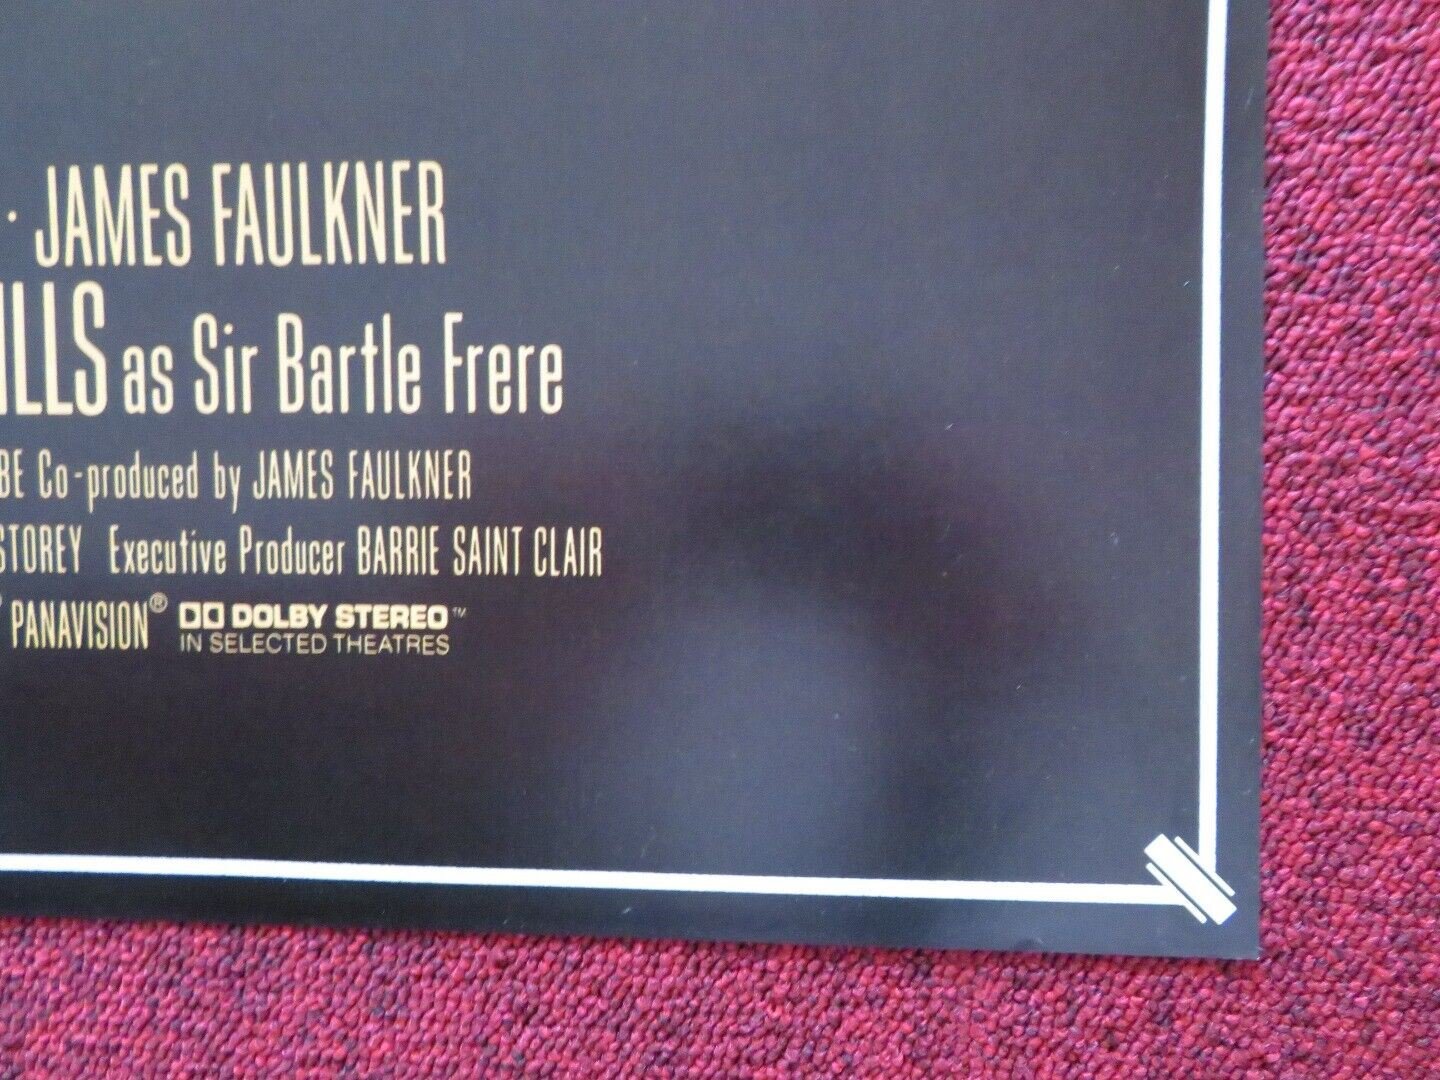 · JAMES FAULKNER
ILLS as Sir Bartle Frere
BE Co-produced by JAMES FAULKNER
STOREY Executive Producer BARRIE SAINT CLAIR
PANAVISION® DOLBY STEREO™
IN SELECTED THEATRES